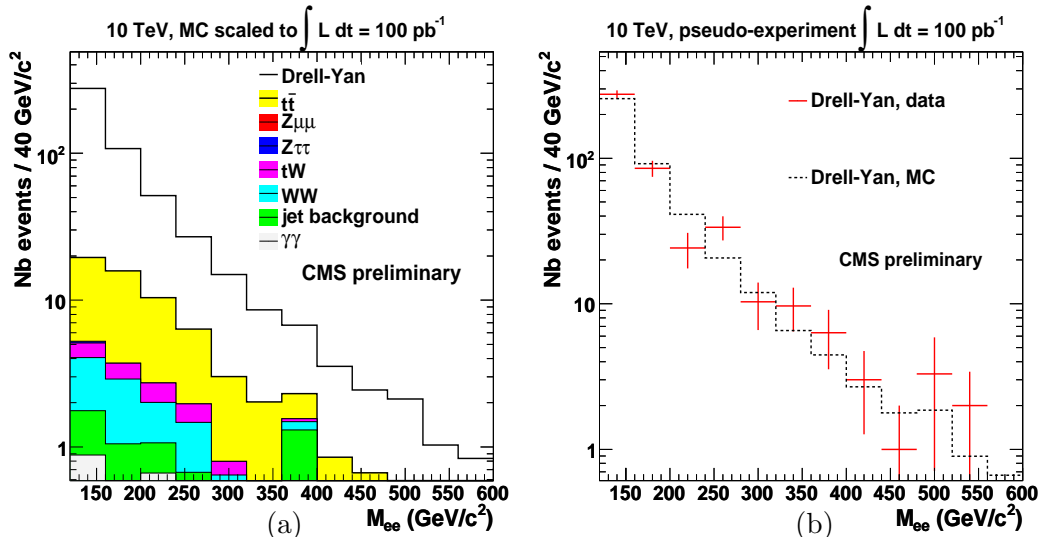 10 TeV, MC scaled to ∫ L dt = 100 pb⁻¹
Nb events / 40 GeV/c²
10²
10
1
Drell-Yan
tt̄
Zμμ
Zττ
tW
WW
jet background
γγ
CMS preliminary
150 200 250 300 350 400 450 500 550 600
M_ee (GeV/c²)
(a)
10 TeV, pseudo-experiment ∫ L dt = 100 pb⁻¹
Nb events / 40 GeV/c²
10²
10
1
Drell-Yan, data
Drell-Yan, MC
CMS preliminary
150 200 250 300 350 400 450 500 550 600
M_ee (GeV/c²)
(b)